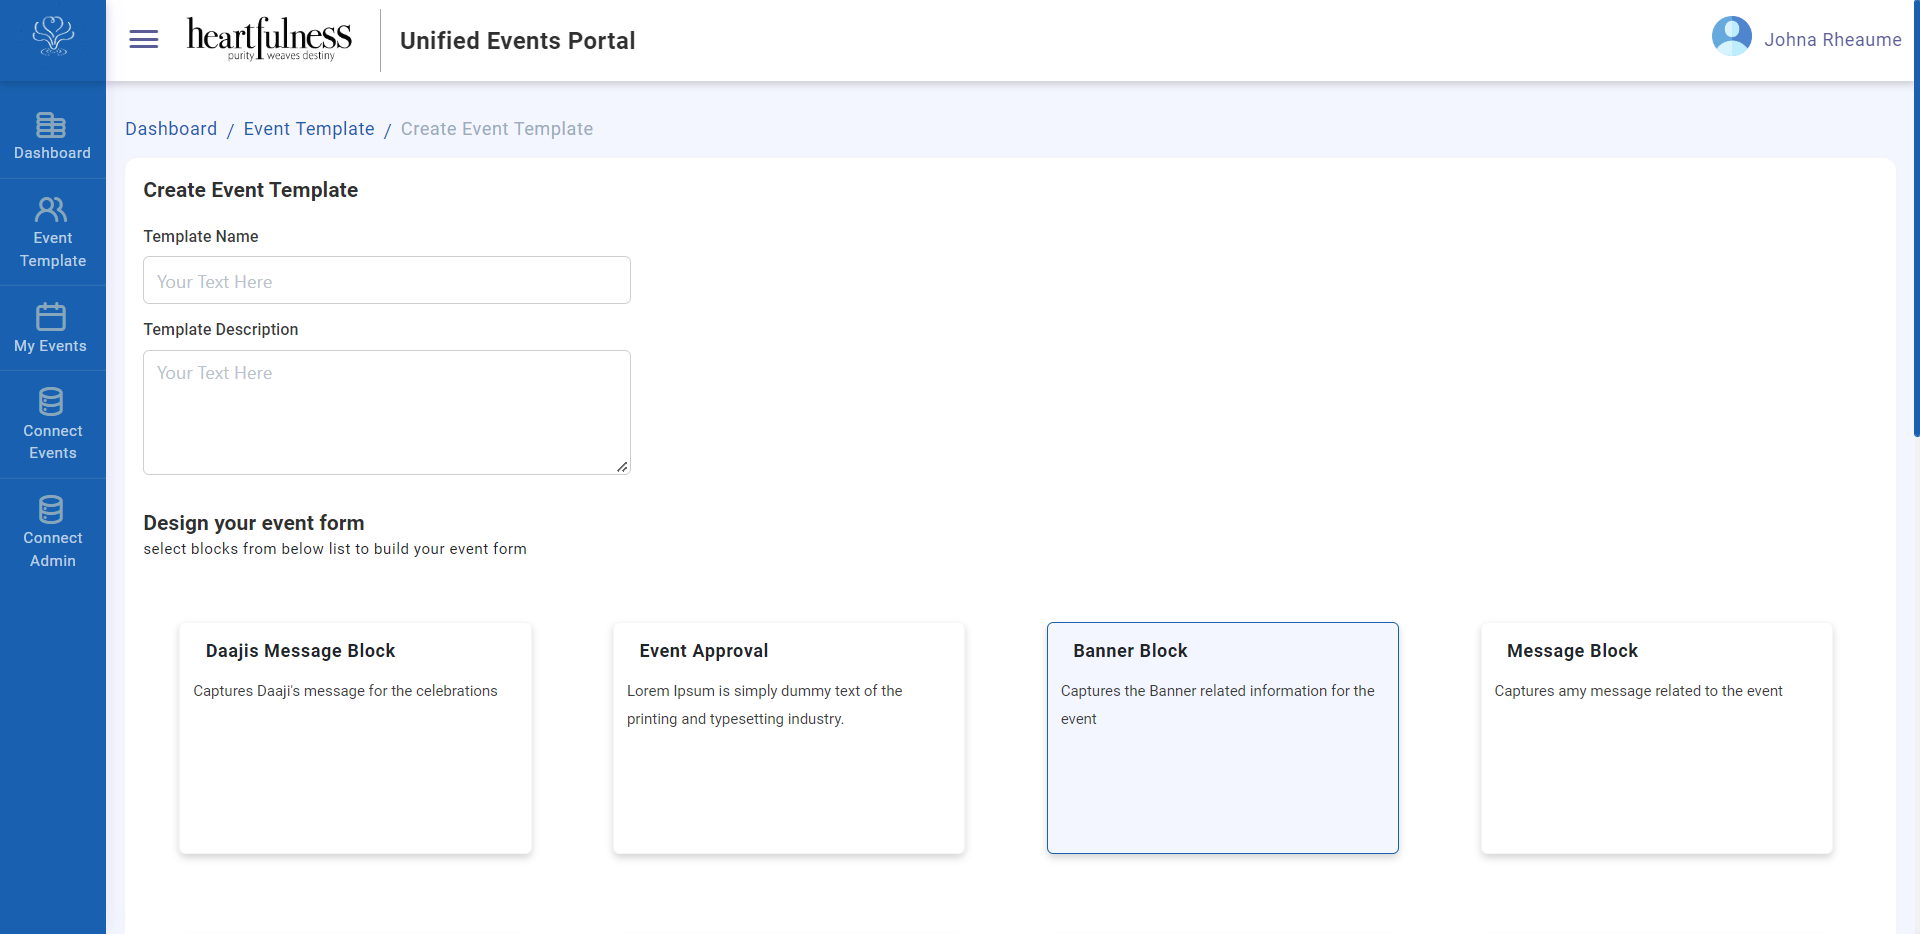 heartfulness
purity weaves destiny
Unified Events Portal
Johna Rheaume
Dashboard
Event
Template
My Events
Connect
Events
Connect
Admin
Dashboard / Event Template / Create Event Template
Create Event Template
Template Name
Your Text Here
Template Description
Your Text Here
Design your event form
select blocks from below list to build your event form
Daajis Message Block
Captures Daaji's message for the celebrations
Event Approval
Lorem Ipsum is simply dummy text of the
printing and typesetting industry.
Banner Block
Captures the Banner related information for the
event
Message Block
Captures amy message related to the event